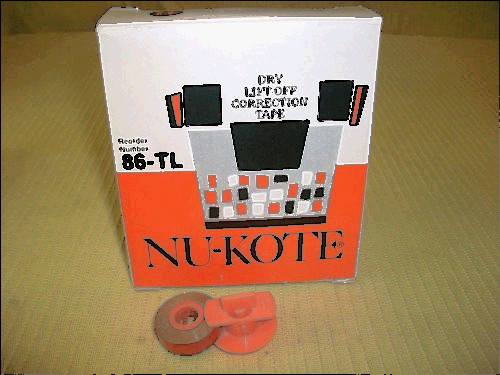 DRY
LIFT OFF
CORRECTION
TAPE
Reorder
Number
86-TL
NU-KOTE®